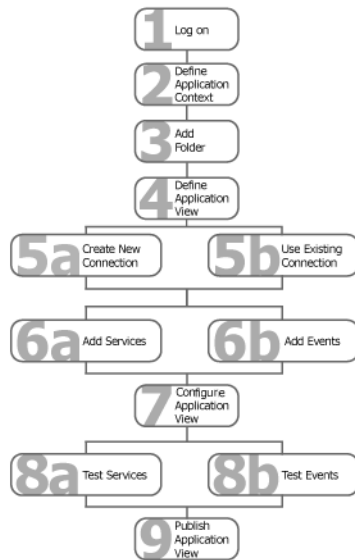 1 Log on
2 Define
Application
Context
3 Add
Folder
4 Define
Application
View
5a Create New
Connection
5b Use Existing
Connection
6a Add Services
6b Add Events
7 Configure
Application
View
8a Test Services
8b Test Events
9 Publish
Application
View